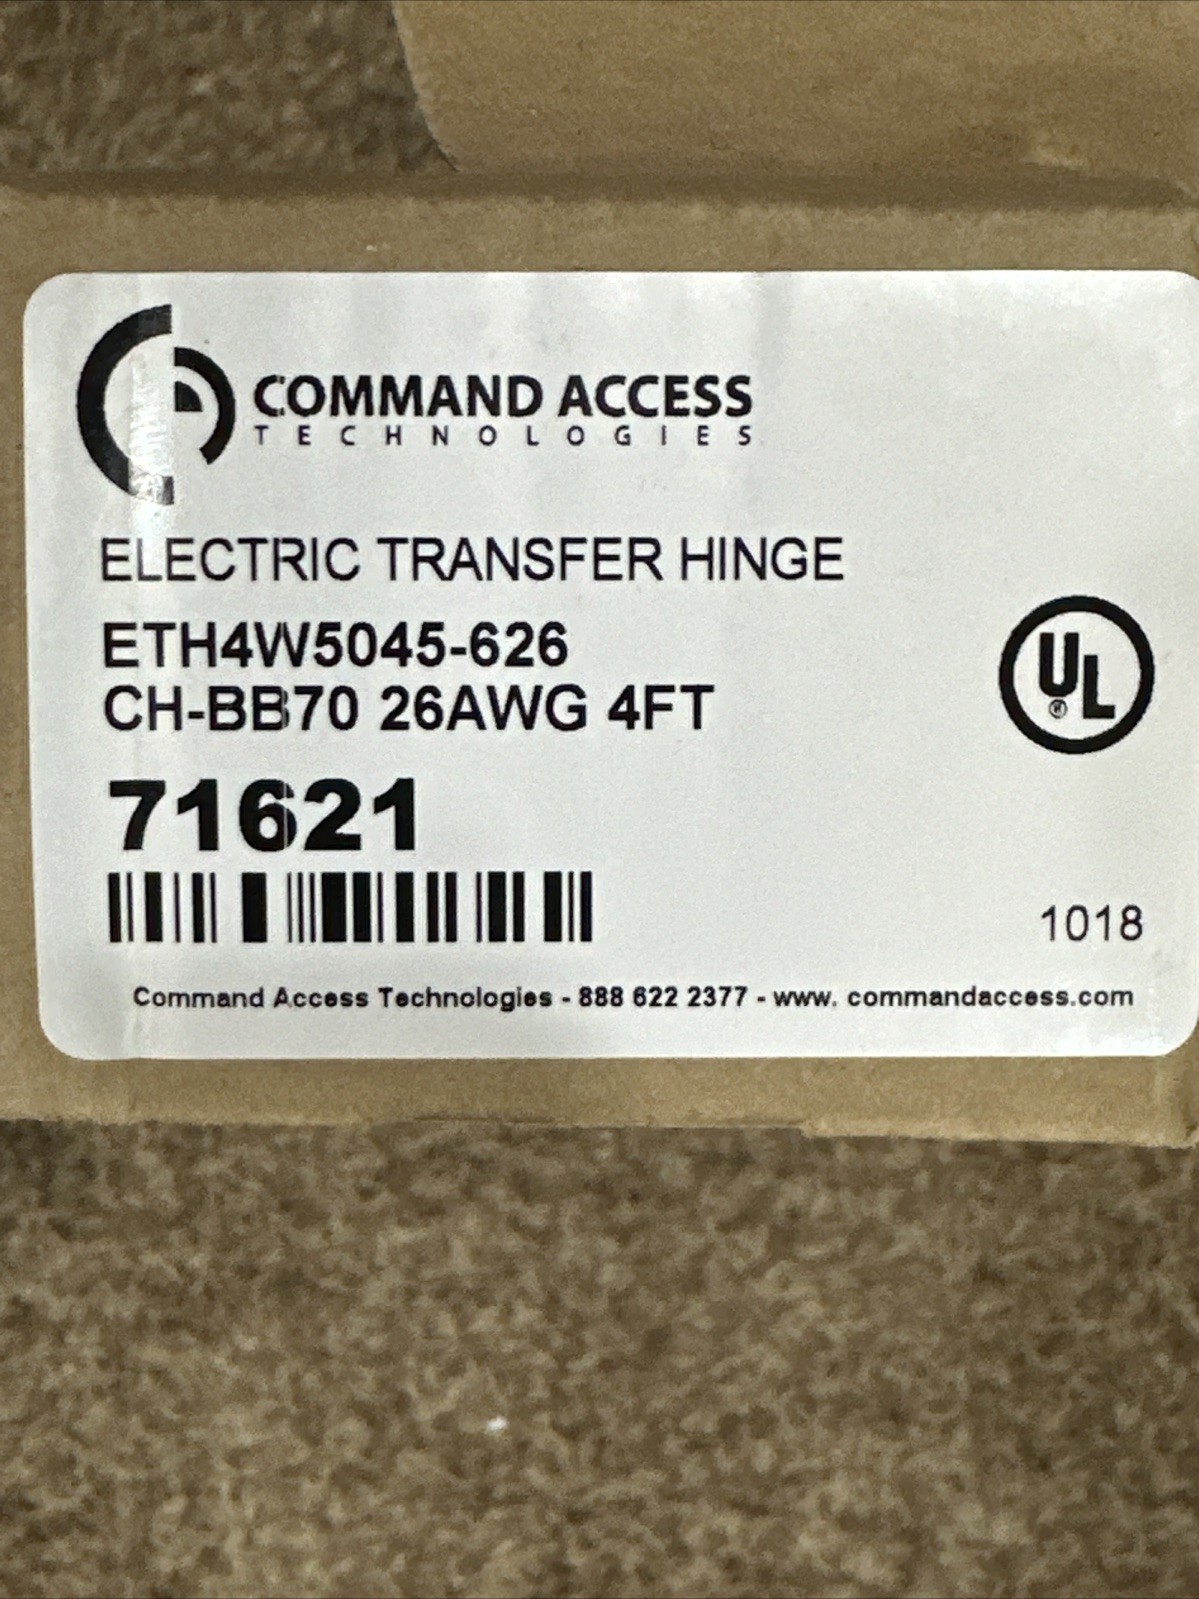 COMMAND ACCESS
TECHNOLOGIES
ELECTRIC TRANSFER HINGE
ETH4W5045-626
CH-BB70 26AWG 4FT
UL
®
71621
1018
Command Access Technologies - 888 622 2377 - www. commandaccess.com